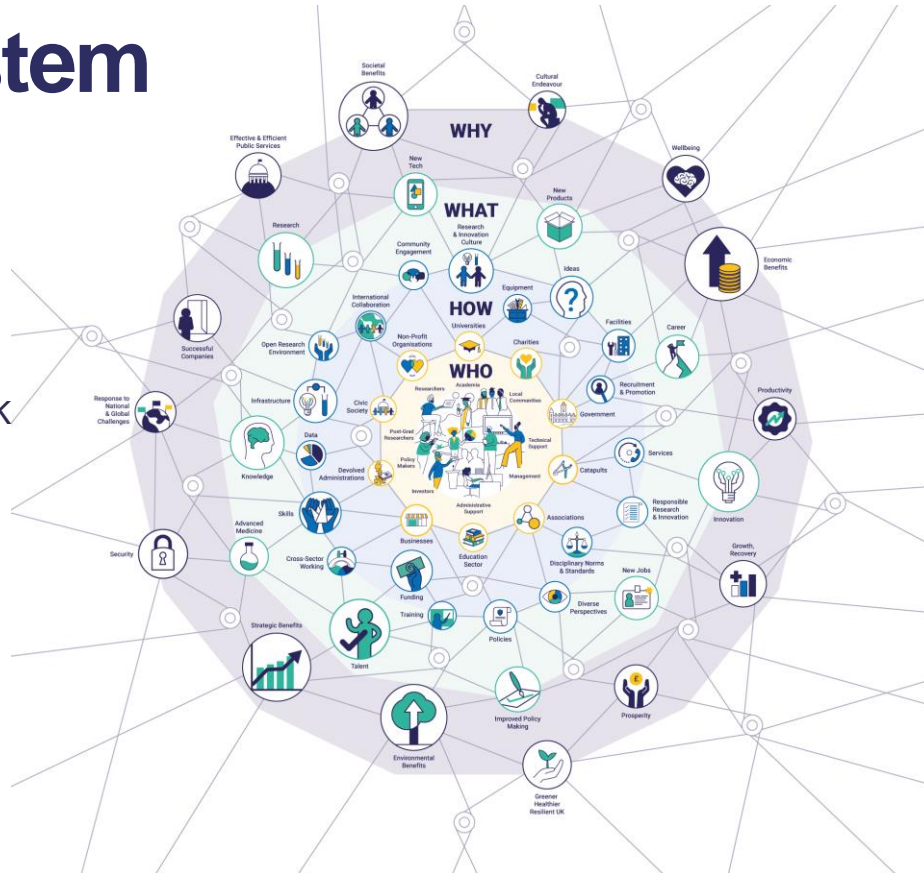 stem
k
Societal
Benefits
Cultural
Endeavour
WHY
Effective & Efficient
Public Services
New
Tech
Wellbeing
New
Products
WHAT
Research
Research
& Innovation
Culture
Community
Engagement
Ideas
Economic
Benefits
International
Collaboration
Equipment
HOW
Universities
Facilities
Successful
Companies
Open Research
Environment
Non-Profit
Organisations
Charities
Career
WHO
Researchers
Academia
Local
Communities
Recruitment
& Promotion
Response to
National
& Global
Challenges
Infrastructure
Civic
Society
Government
Productivity
Post-Grad
Researchers
Technical
Support
Data
Services
Knowledge
Devolved
Administrations
Policy
Makers
Management
Catapults
Investors
Administrative
Support
Skills
Responsible
Research
& Innovation
Innovation
Businesses
Associations
Advanced
Medicine
Security
Cross-Sector
Working
Education
Sector
Disciplinary Norms
& Standards
Growth,
Recovery
New Jobs
Funding
Diverse
Perspectives
Training
Policies
Strategic Benefits
Talent
Improved Policy
Making
£
Prosperity
Environmental
Benefits
Greener
Healthier
Resilient UK